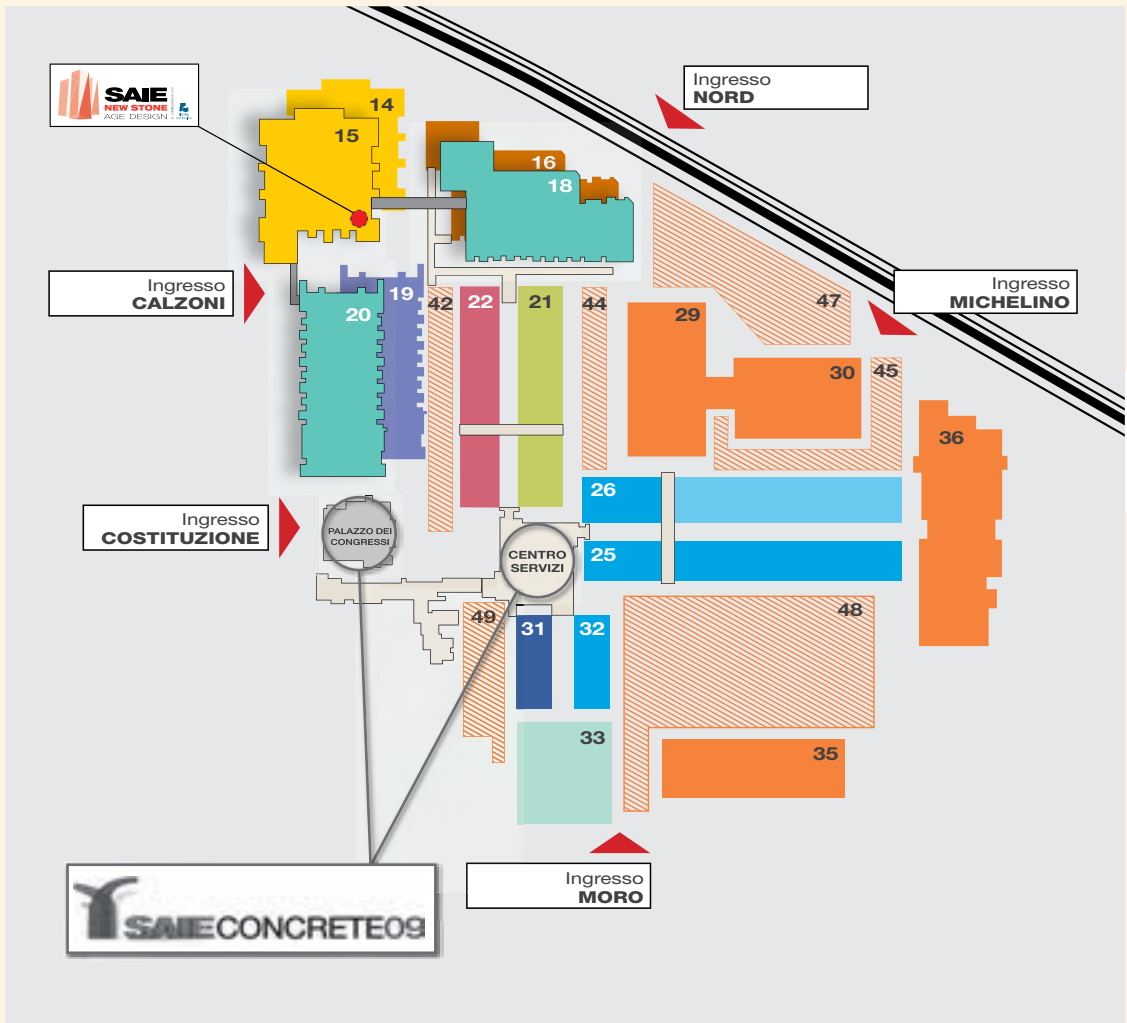 Ingresso
NORD
SAIE
NEW STONE
AGE DESIGN
14
15
16
18
Ingresso
CALZONI
19
20
42
22
21
44
29
47
Ingresso
MICHELINO
30
45
36
26
25
Ingresso
COSTITUZIONE
PALAZZO DEI
CONGRESSI
CENTRO
SERVIZI
49
31
32
48
33
35
SAIECONCRETE09
Ingresso
MORO